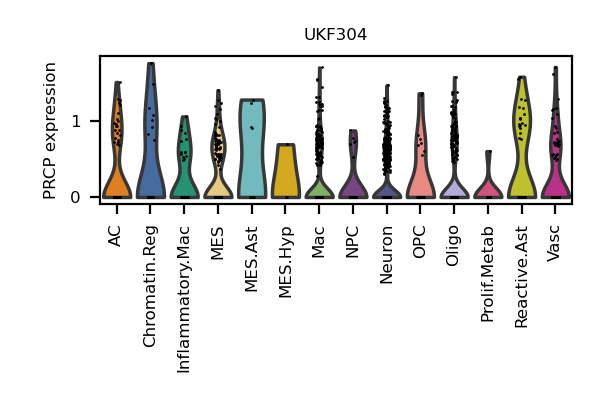 UKF304
PRCP expression
1
0
AC
Chromatin.Reg
Inflammatory.Mac
MES
MES.Ast
MES.Hyp
Mac
NPC
Neuron
OPC
Oligo
Prolif.Metab
Reactive.Ast
Vasc